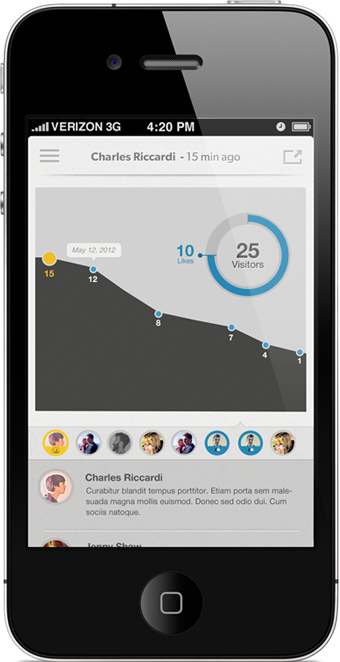 VERIZON 3G 4:20 PM
Charles Riccardi - 15 min ago
May 12, 2012
10
Likes
25
Visitors
15
12
8
7
4
1
Charles Riccardi
Curabitur blandit tempus porttitor. Etiam porta sem male-
suada magna mollis euismod. Donec sed odio dui. Cum
sociis natoque.
Jenny Shaw